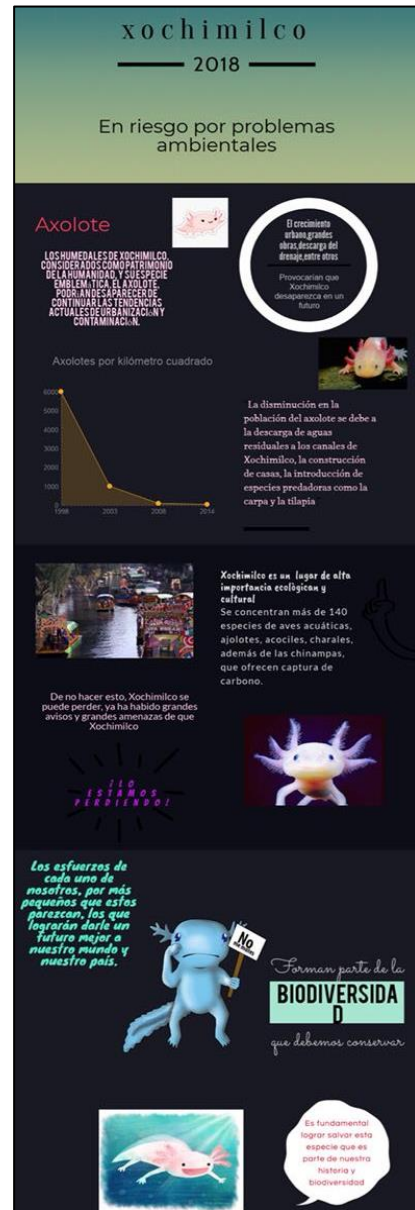 xochimilco
2018
En riesgo por problemas
ambientales
Axolote
LOS HUMEDALES DE XOCHIMILCO,
CONSIDERADOS COMO PATRIMONIO
DE LA HUMANIDAD, Y SU ESPECIE
EMBLEMáTICA, EL AXOLOTE,
PODRíAN DESAPARECER DE
CONTINUAR LAS TENDENCIAS
ACTUALES DE URBANIZACIóN Y
CONTAMINACIóN.
El crecimiento
urbano,grandes
obras,descarga del
drenaje,entre otros
Provocarían que
Xochimilco
desaparezca en un
futuro
Axolotes por kilómetro cuadrado
6000
5000
4000
3000
2000
1000
0
1998
2003
2008
2014
La disminución en la
población del axolote se debe a
la descarga de aguas
residuales a los canales de
Xochimilco, la construcción
de casas, la introducción de
especies predadoras como la
carpa y la tilapia
Xochimilco es un lugar de alta
importancia ecològican y
cultural
Se concentran más de 140
especies de aves acuáticas,
ajolotes, acociles, charales,
además de las chinampas,
que ofrecen captura de
carbono.
De no hacer esto, Xochimilco se
puede perder, ya ha habido grandes
avisos y grandes amenazas de que
Xochimilco
¡LO
ESTAMOS
PERDIENDO!
Los esfuerzos de
cada uno de
nosotros, por más
pequeños que estos
parezcan, los que
lograrán darle un
futuro mejor a
nuestro mundo y
nuestro país.
No
Forman parte de la
BIODIVERSIDA
D
que debemos conservar
Es fundamental
lograr salvar esta
especie que es
parte de nuestra
historia y
biodiversidad